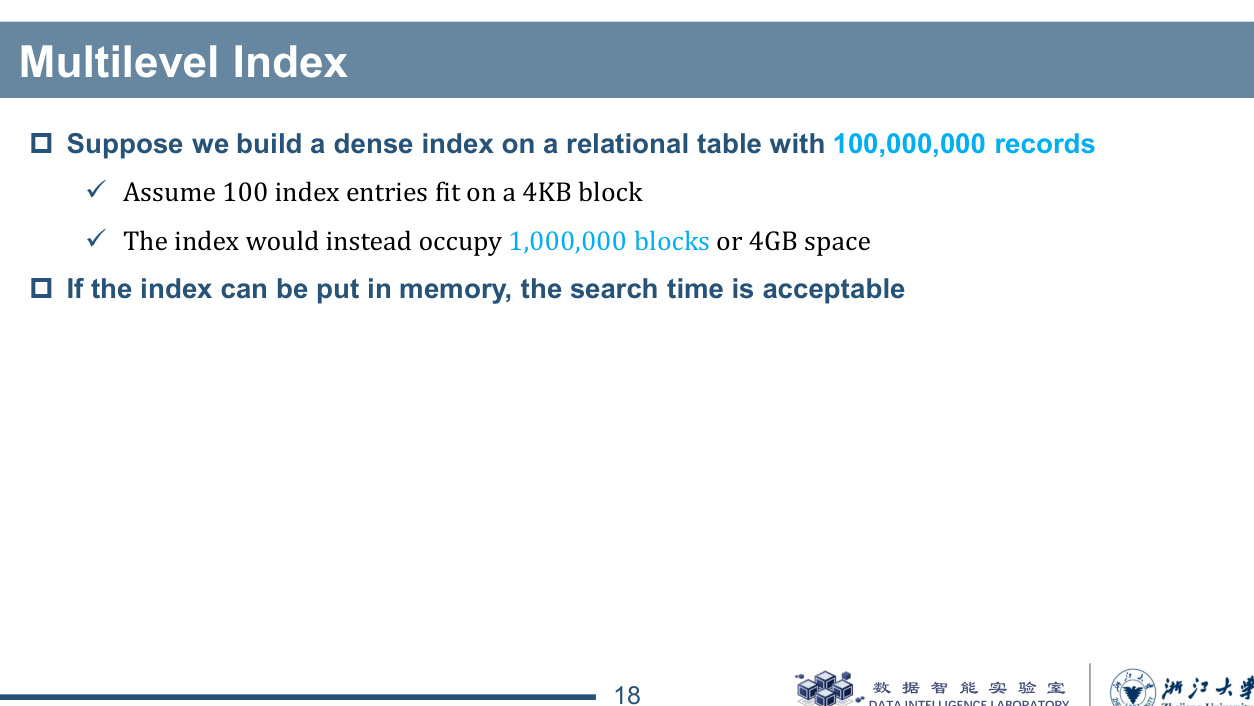 Multilevel Index
Suppose we build a dense index on a relational table with 100,000,000 records
Assume 100 index entries fit on a 4KB block
The index would instead occupy 1,000,000 blocks or 4GB space
If the index can be put in memory, the search time is acceptable
18
数据智能实验室
DATA INTELLIGENCE LABORATORY
浙江大学
Zhejiang University